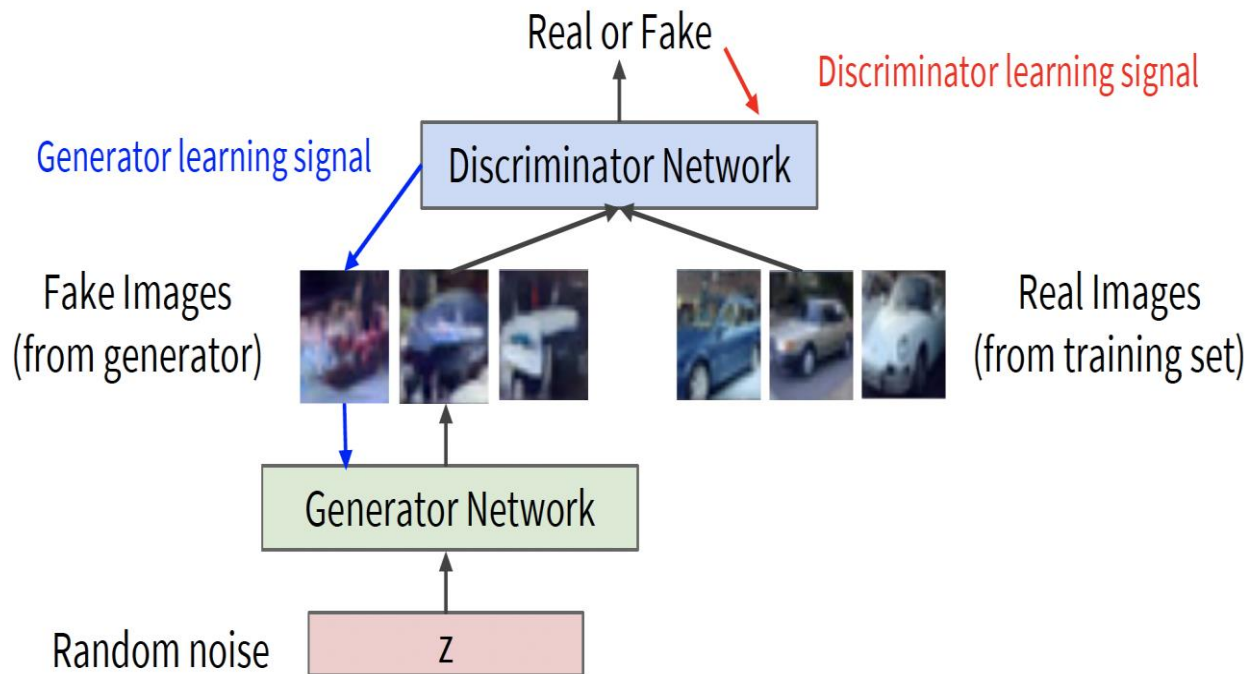 Real or Fake
Discriminator learning signal
Generator learning signal
Discriminator Network
Fake Images
(from generator)
Real Images
(from training set)
Generator Network
Random noise
z